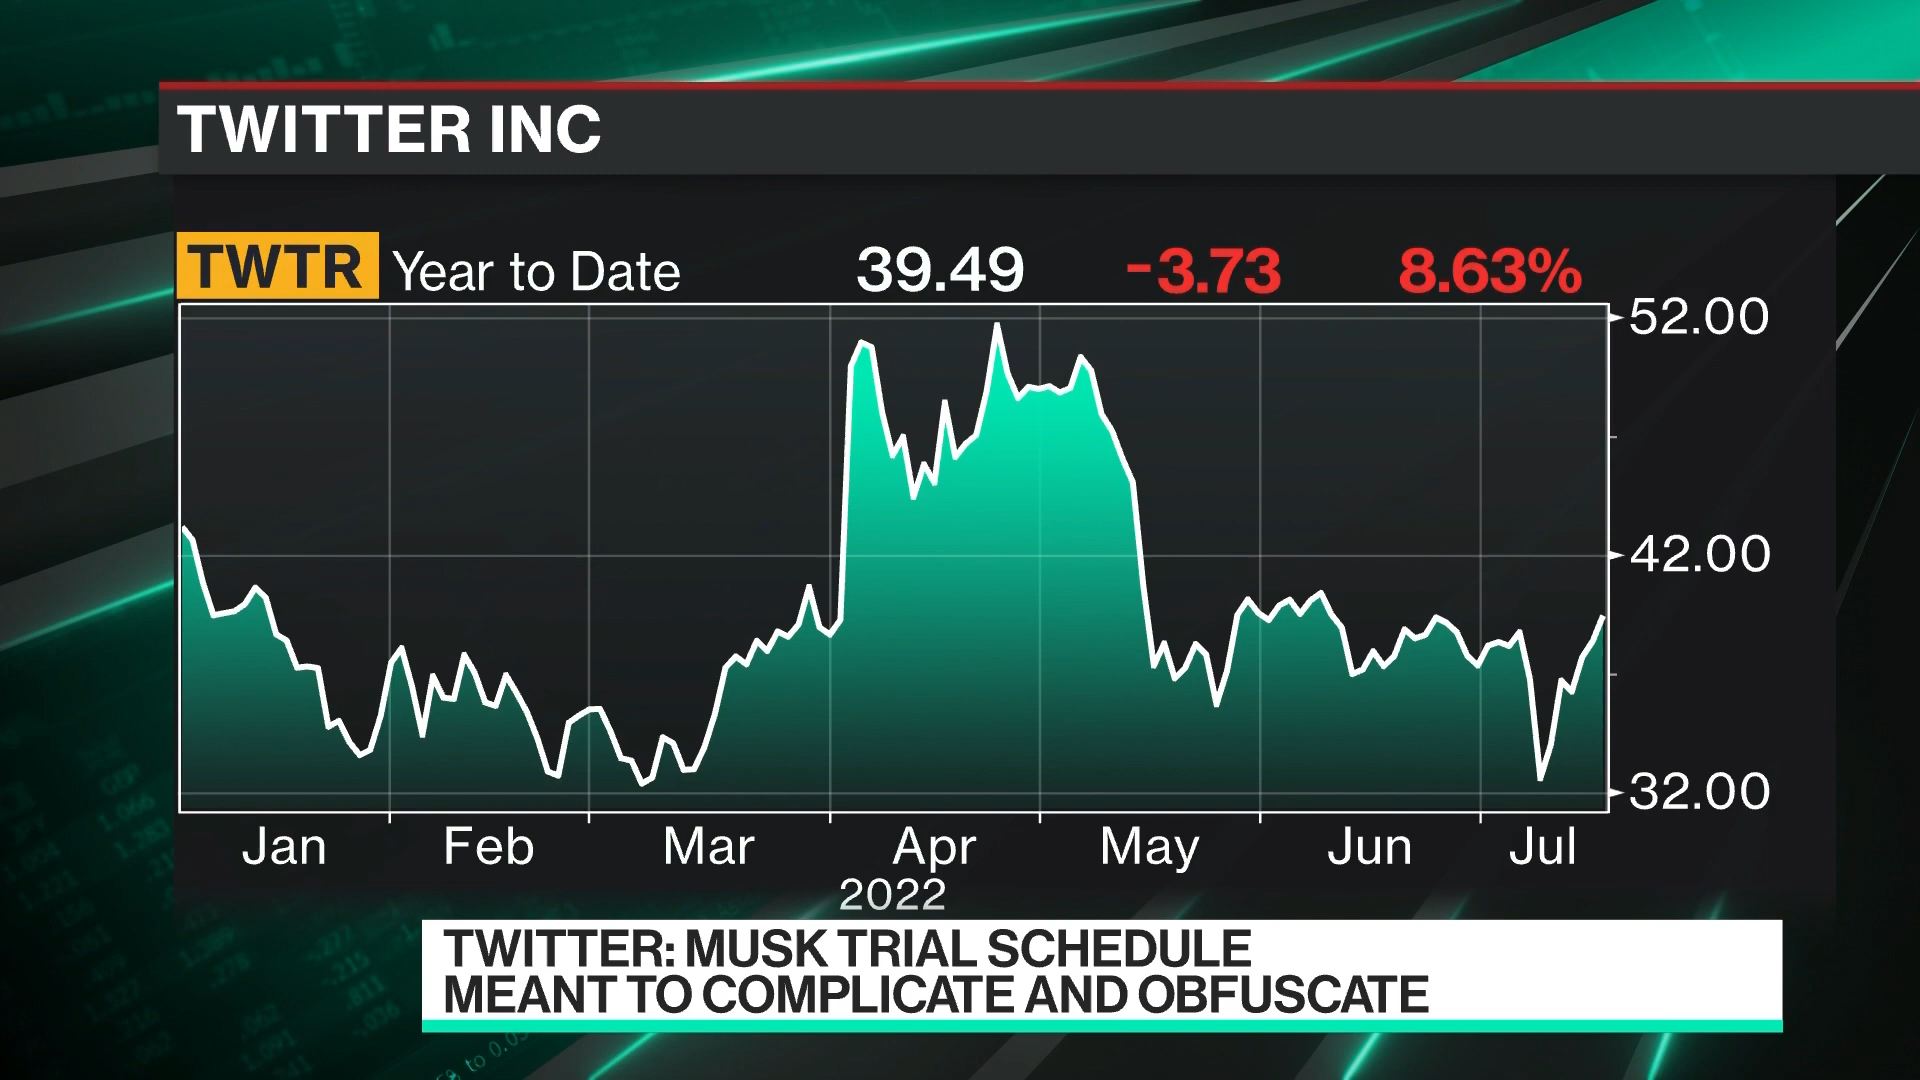 TWITTER INC
TWTR Year to Date 39.49 -3.73 8.63%
52.00
42.00
32.00
Jan Feb Mar Apr May Jun Jul
2022
TWITTER: MUSK TRIAL SCHEDULE
MEANT TO COMPLICATE AND OBFUSCATE